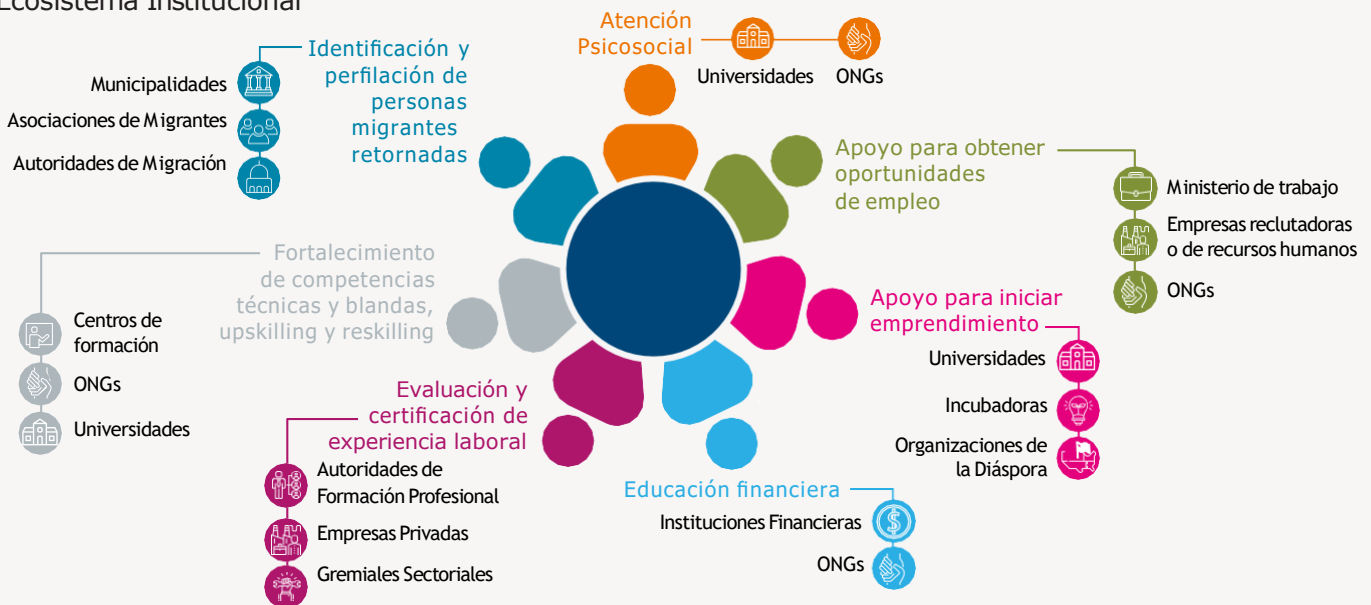 Ecosistema Institucional
Identificación y
perfilación de
personas
migrantes
retornadas
Municipalidades
Asociaciones de Migrantes
Autoridades de Migración
Atención
Psicosocial
Universidades
ONGs
Apoyo para obtener
oportunidades
de empleo
Ministerio de trabajo
Empresas reclutadoras
o de recursos humanos
ONGs
Fortalecimiento
de competencias
técnicas y blandas,
upskilling y reskilling
Centros de
formación
ONGs
Universidades
Apoyo para iniciar
emprendimiento
Universidades
Incubadoras
Organizaciones de
la Diáspora
Evaluación y
certificación de
experiencia laboral
Autoridades de
Formación Profesional
Empresas Privadas
Gremiales Sectoriales
Educación financiera
Instituciones Financieras
ONGs